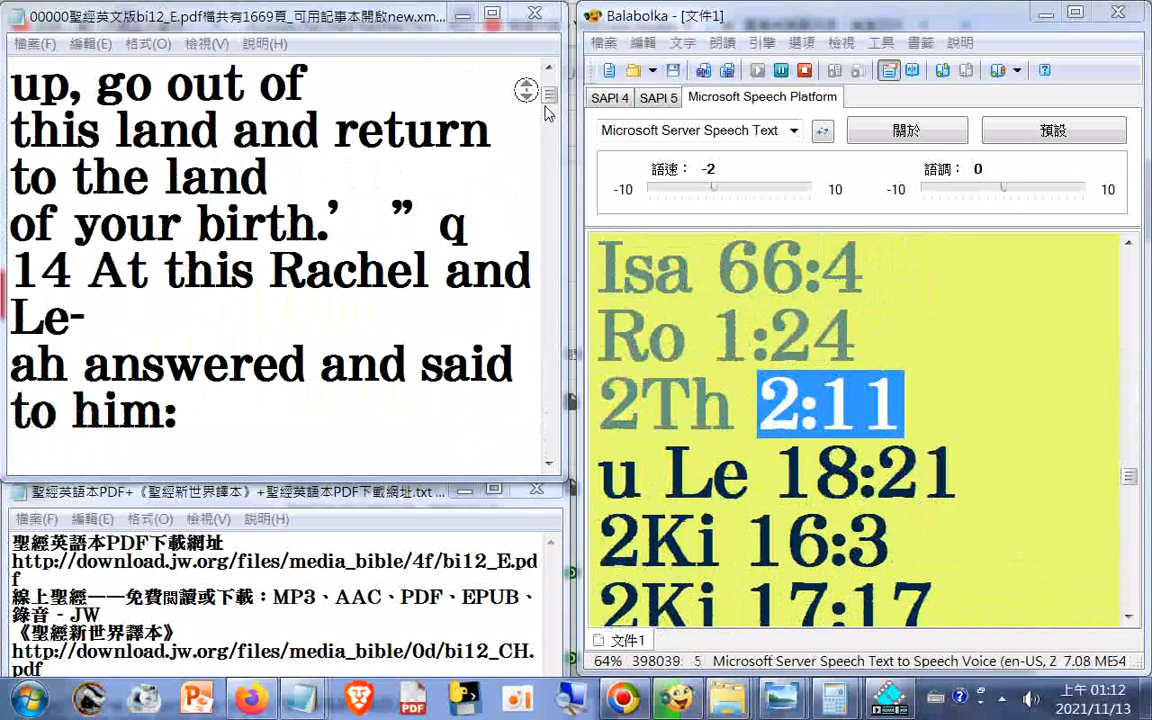 00000聖經英文版bi12_E.pdf檔共有1669頁_可用記事本開啟new.xm...
檔案(F) 編輯(E) 格式(O) 檢視(V) 說明(H)
up, go out of
this land and return
to the land
of your birth.’ ” q
14 At this Rachel and
Le-
ah answered and said
to him:
聖經英語本PDF+《聖經新世界譯本》+聖經英語本PDF下載網址.txt ...
檔案(F) 編輯(E) 格式(O) 檢視(V) 說明(H)
聖經英語本PDF下載網址
http://download.jw.org/files/media_bible/4f/bi12_E.pd
f
線上聖經——免費閱讀或下載：MP3、AAC、PDF、EPUB、
錄音 - JW
《聖經新世界譯本》
http://download.jw.org/files/media_bible/0d/bi12_CH.
pdf
Balabolka - [文件1]
檔案 編輯 文字 朗讀 引擎 選項 檢視 工具 書籤 說明
SAPI 4 SAPI 5 Microsoft Speech Platform
Microsoft Server Speech Text 關於 預設
語速： -2 語調： 0
-10 10 -10 10
Isa 66:4
Ro 1:24
2Th 2:11
u Le 18:21
2Ki 16:3
2Ki 17:17
文件1
64% 398039: 5 Microsoft Server Speech Text to Speech Voice (en-US, Z 7.08 ME54
PDF
上午 01:12
2021/11/13